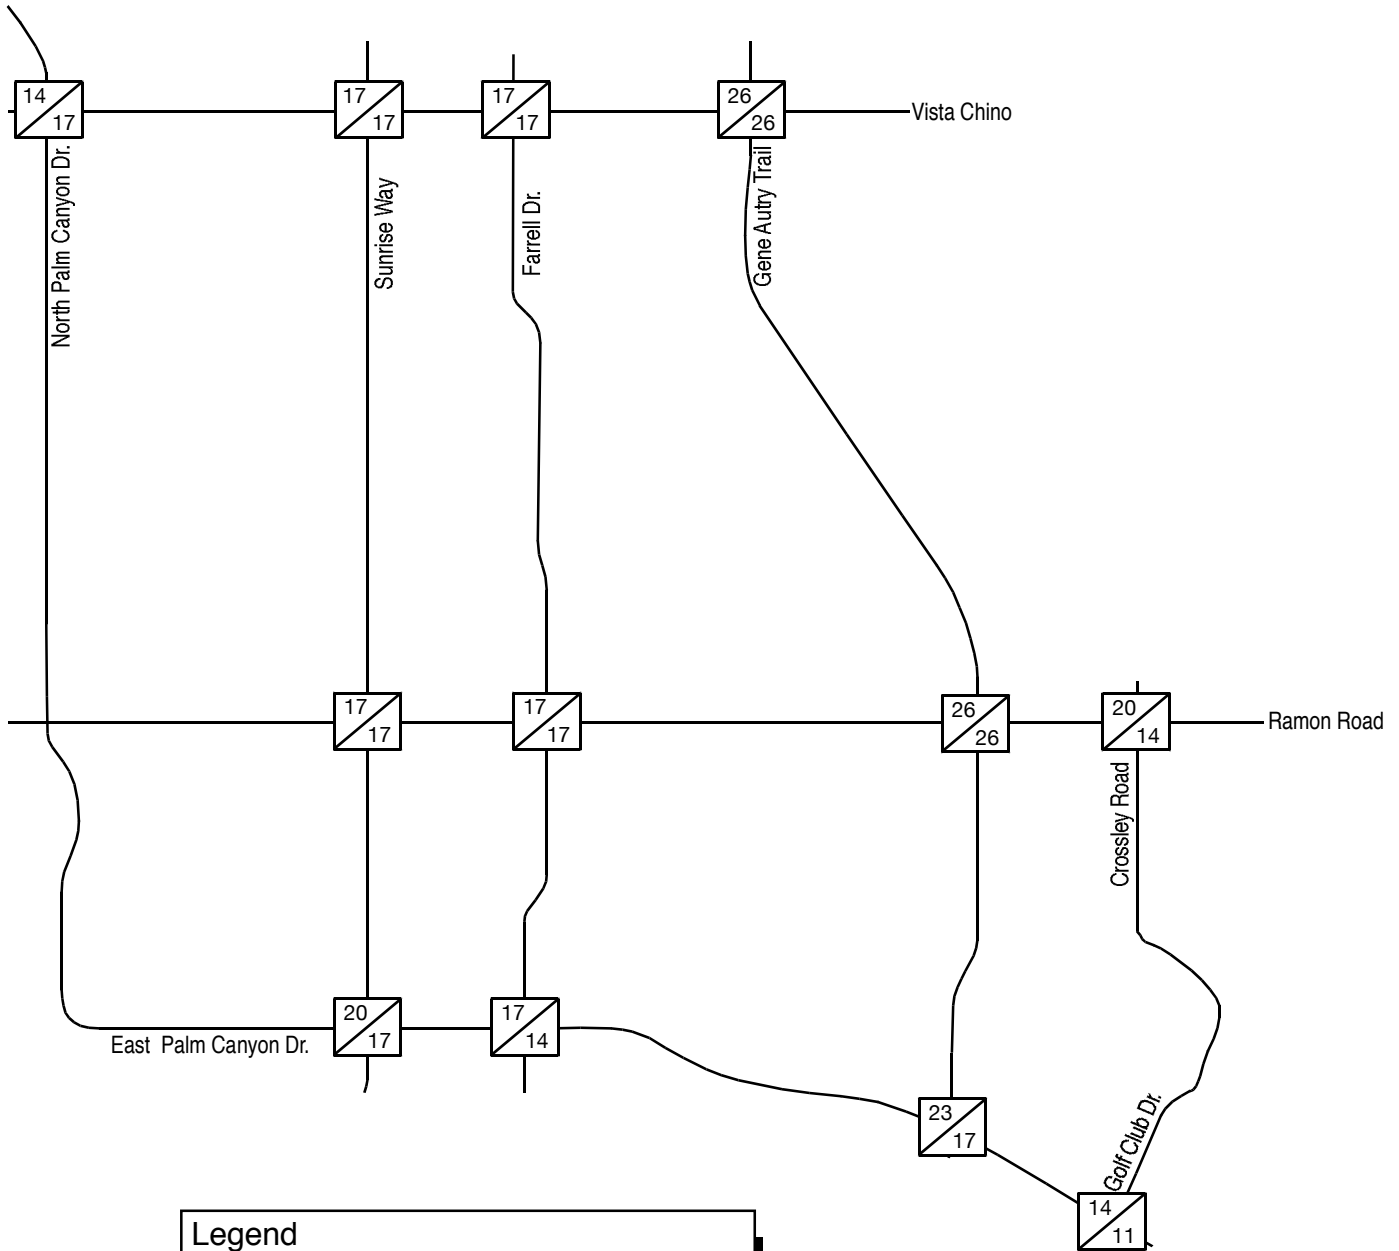 14
17
17
17
17
17
26
26
Vista Chino
North Palm Canyon Dr.
Sunrise Way
Farrell Dr.
Gene Autry Trail
17
17
17
17
26
26
20
14
Ramon Road
Crossley Road
20
17
17
14
East Palm Canyon Dr.
23
17
Golf Club Dr.
14
11
Legend